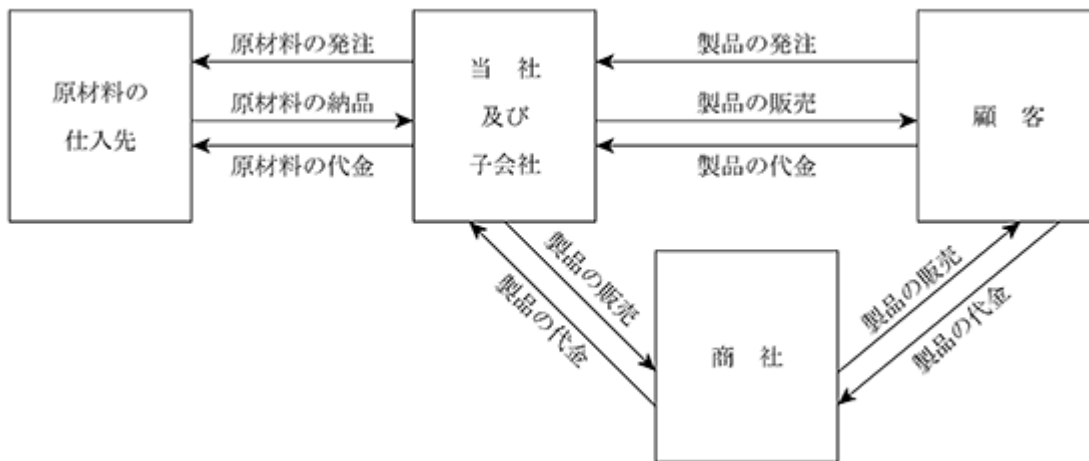 原材料の
仕入先
原材料の発注
原材料の納品
原材料の代金
当　社
及び
子会社
製品の発注
製品の販売
製品の代金
顧　客
製品の販売
製品の代金
商　社
製品の販売
製品の代金